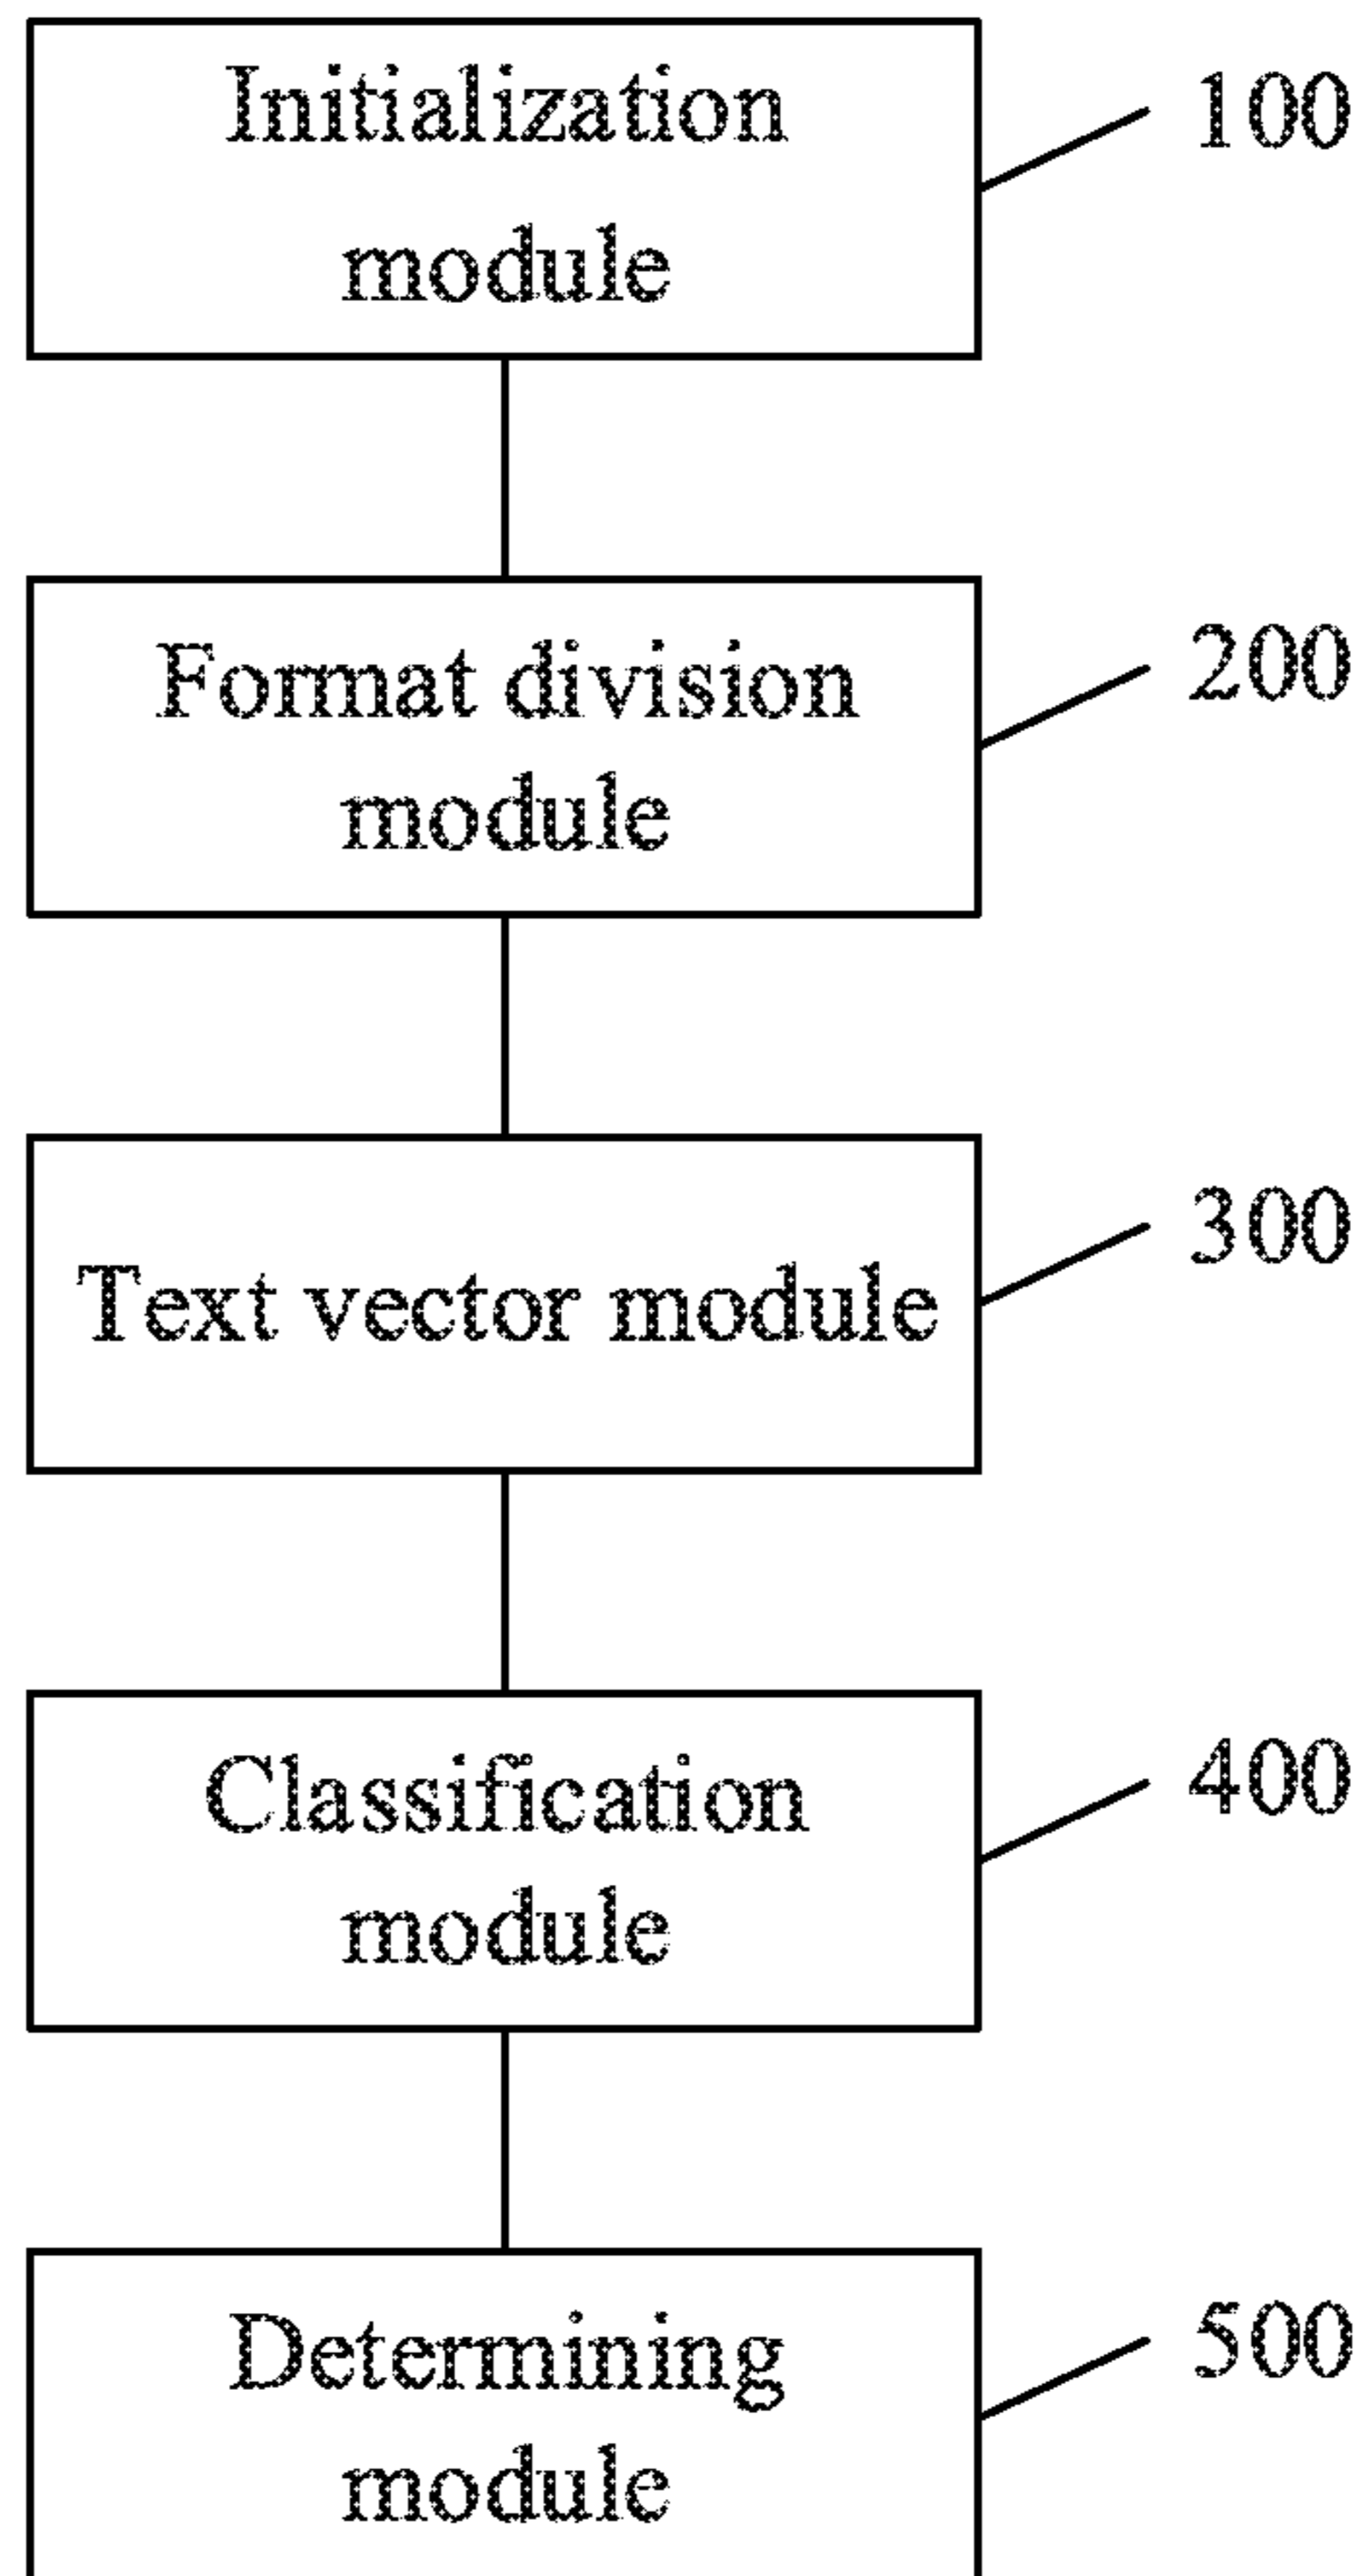 Initialization
module
100
Format division
module
200
Text vector module
300
Classification
module
400
Determining
module
500